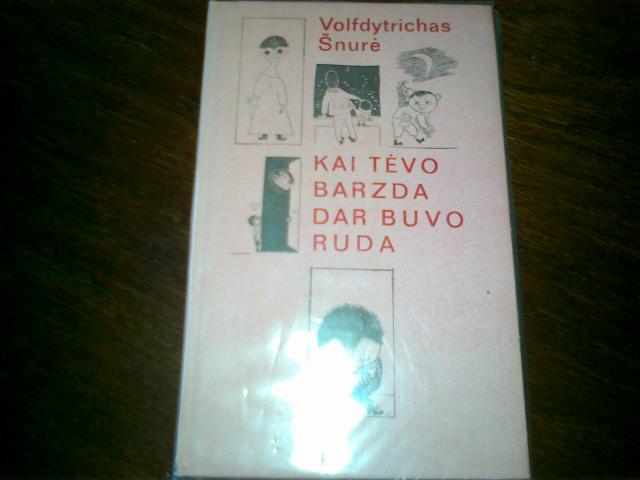 Volfdytrichas
Šnurė
KAI TĖVO
BARZDA
DAR BUVO
RUDA